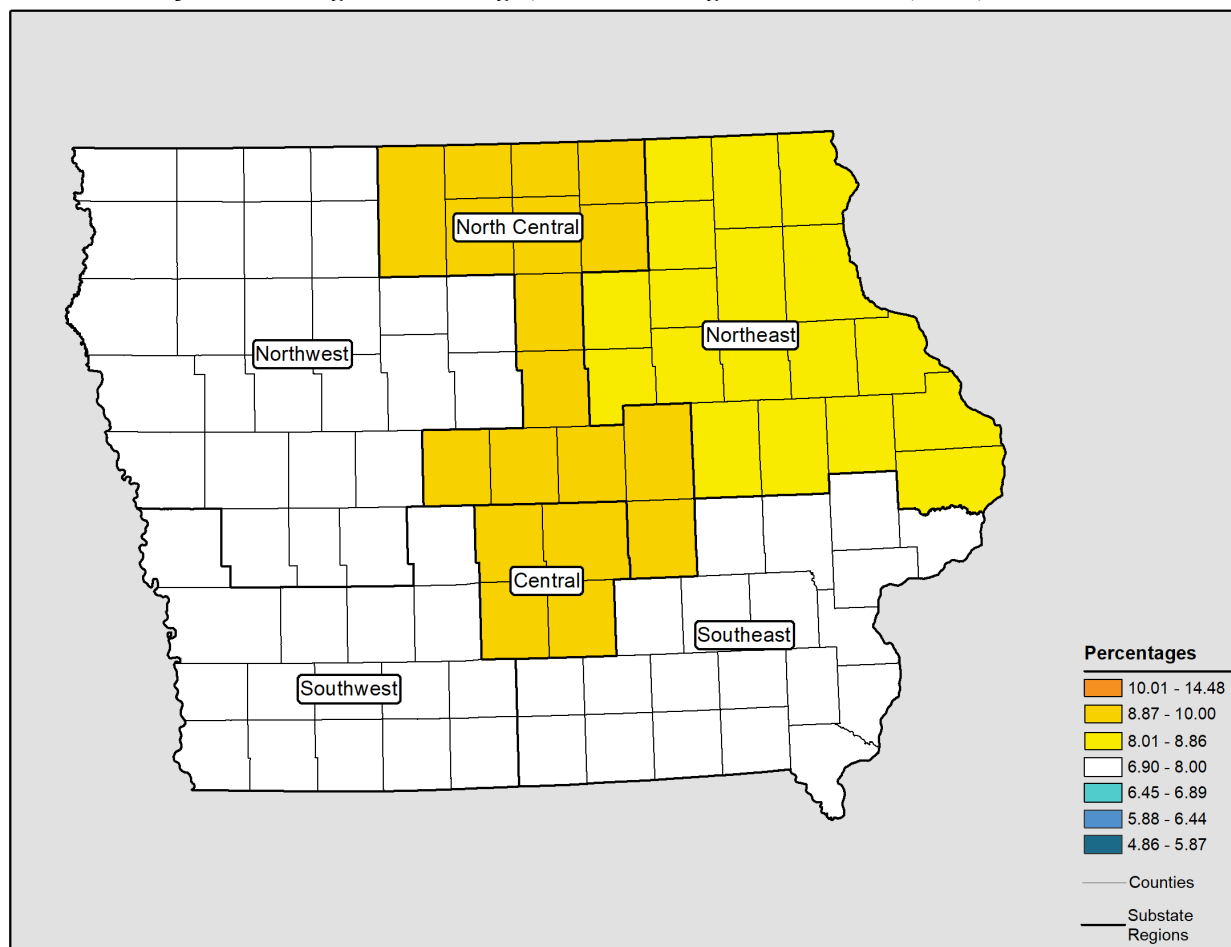 North Central
Northeast
Northwest
Central
Southeast
Southwest
Percentages
10.01 - 14.48
8.87 - 10.00
8.01 - 8.86
6.90 - 8.00
6.45 - 6.89
5.88 - 6.44
4.86 - 5.87
Counties
Substate
Regions